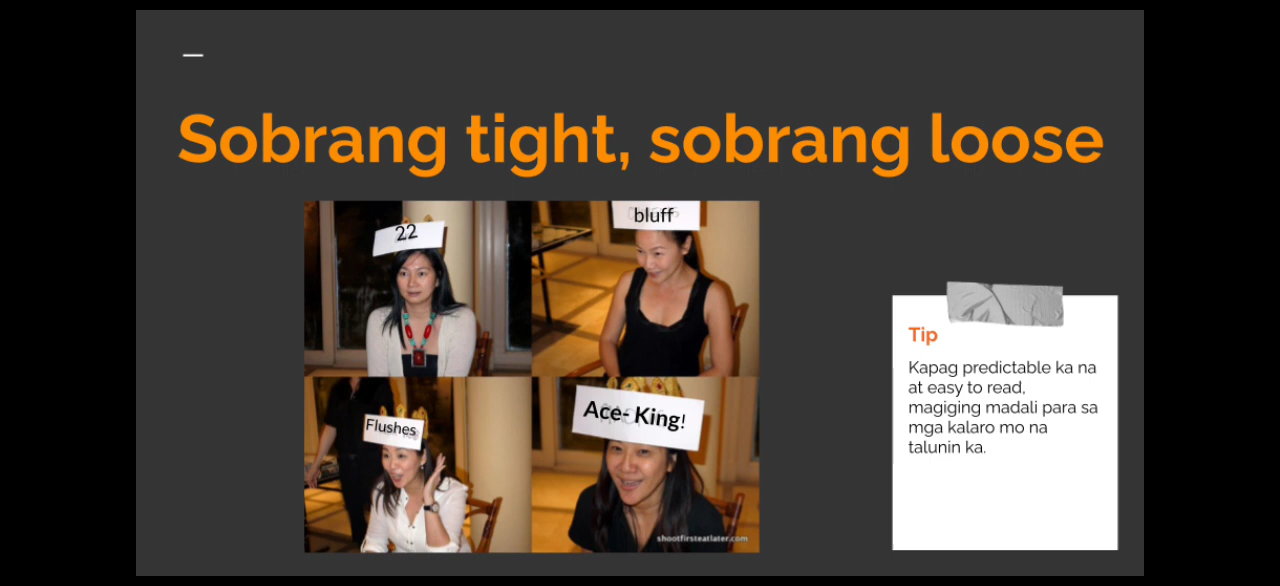 Sobrang tight, sobrang loose
22
bluff
Flushes
Ace- King!
shootfirsteatlater.com
Tip
Kapag predictable ka na
at easy to read,
magiging madali para sa
mga kalaro mo na
talunin ka.